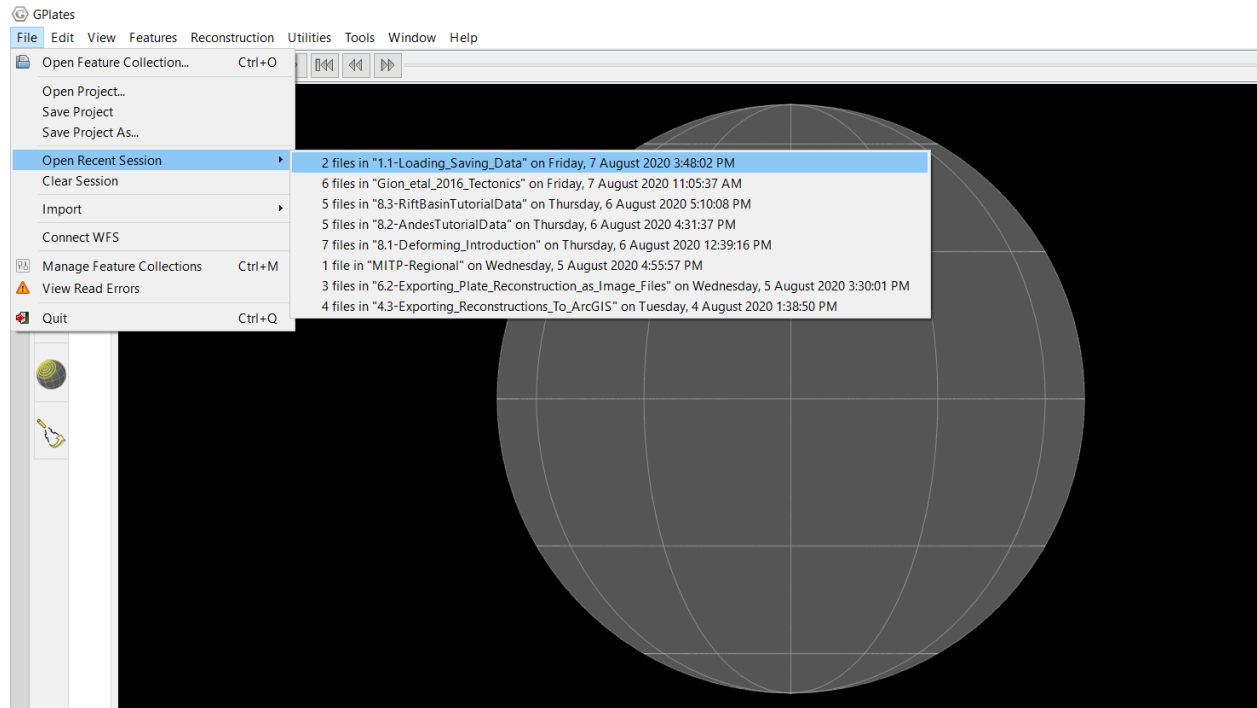 GPlates
File Edit View Features Reconstruction Utilities Tools Window Help
Open Feature Collection... Ctrl+O
Open Project...
Save Project
Save Project As...
Open Recent Session
Clear Session
Import
Connect WFS
Manage Feature Collections Ctrl+M
View Read Errors
Quit Ctrl+Q
2 files in "1.1-Loading_Saving_Data" on Friday, 7 August 2020 3:48:02 PM
6 files in "Gion_etal_2016_Tectonics" on Friday, 7 August 2020 11:05:37 AM
5 files in "8.3-RiftBasinTutorialData" on Thursday, 6 August 2020 5:10:08 PM
5 files in "8.2-AndesTutorialData" on Thursday, 6 August 2020 4:31:37 PM
7 files in "8.1-Deforming_Introduction" on Thursday, 6 August 2020 12:39:16 PM
1 file in "MITP-Regional" on Wednesday, 5 August 2020 4:55:57 PM
3 files in "6.2-Exporting_Plate_Reconstruction_as_Image_Files" on Wednesday, 5 August 2020 3:30:01 PM
4 files in "4.3-Exporting_Reconstructions_To_ArcGIS" on Tuesday, 4 August 2020 1:38:50 PM